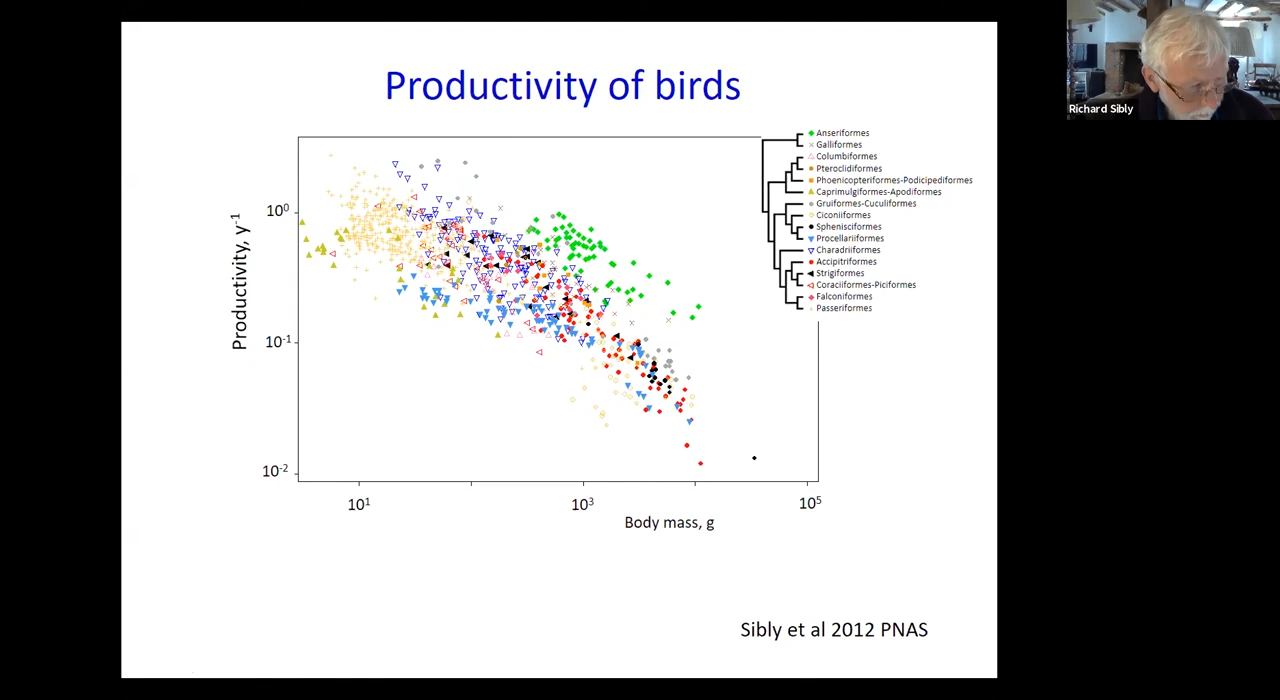 Productivity of birds
Richard Sibly
Anseriformes
Galliformes
Columbiformes
Pteroclidiformes
Phoenicopteriformes-Podicipediformes
Caprimulgiformes-Apodiformes
Gruiformes-Cuculiformes
Ciconiiformes
Sphenisciformes
Procellariiformes
Charadriiformes
Accipitriformes
Strigiformes
Coraciiformes-Piciformes
Falconiformes
Passeriformes
Productivity, y⁻¹
10⁰
10⁻¹
10⁻²
10¹
10³
10⁵
Body mass, g
Sibly et al 2012 PNAS